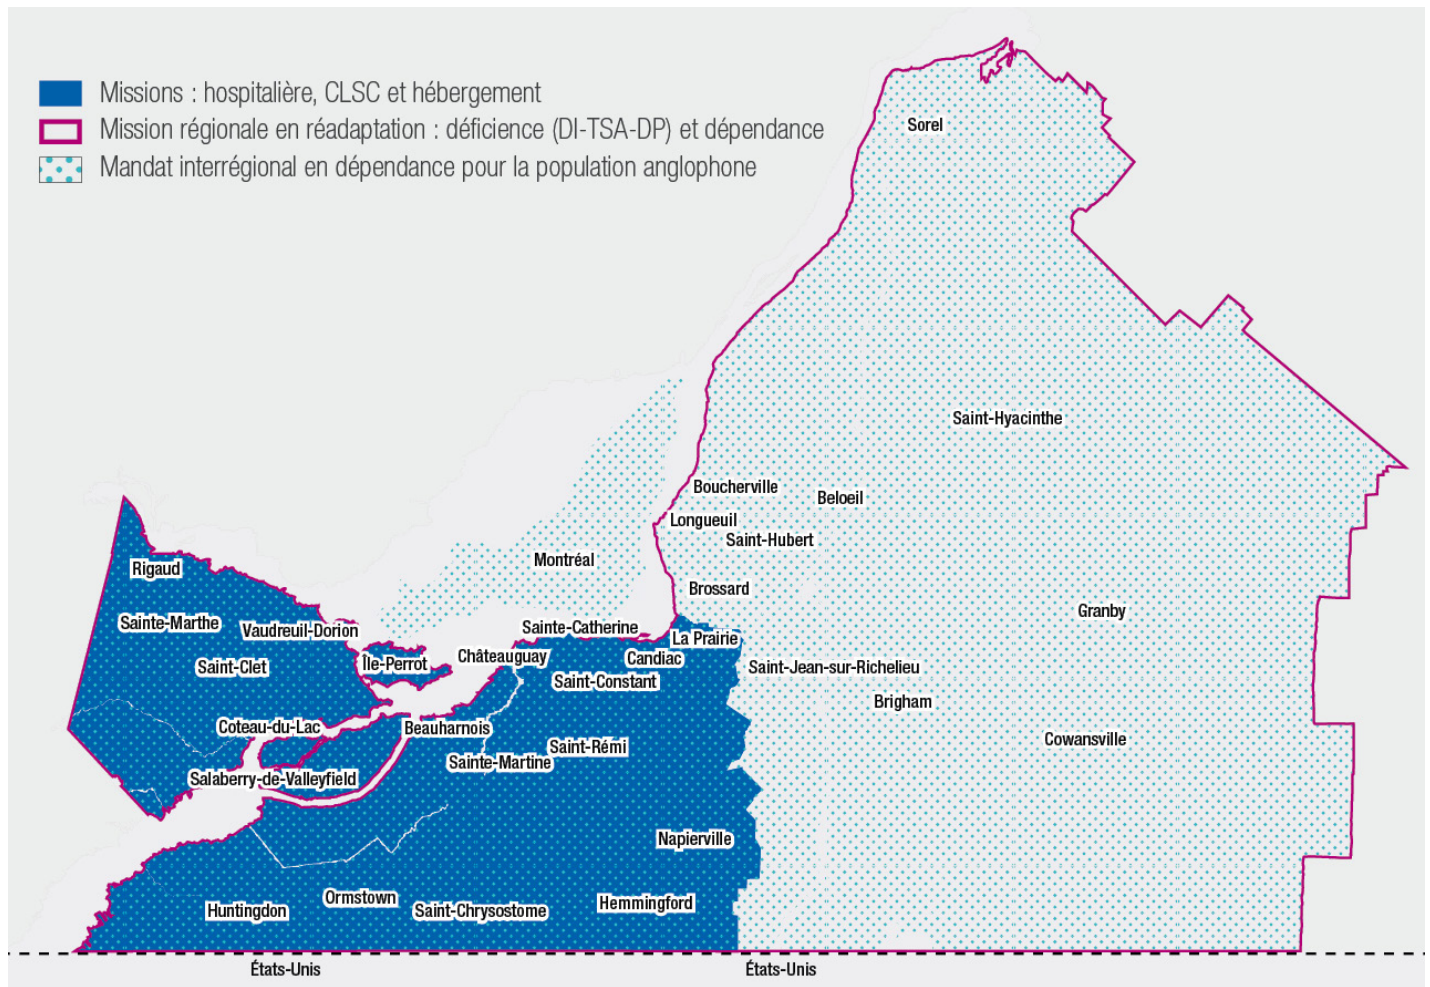 Missions : hospitalière, CLSC et hébergement
Mission régionale en réadaptation : déficience (DI-TSA-DP) et dépendance
Mandat interrégional en dépendance pour la population anglophone
Sorel
Saint-Hyacinthe
Boucherville
Beloeil
Longueuil
Saint-Hubert
Montréal
Rigaud
Brossard
Granby
Sainte-Marthe
Vaudreuil-Dorion
Sainte-Catherine
La Prairie
Châteauguay
Candiac
Île-Perrot
Saint-Clet
Saint-Jean-sur-Richelieu
Saint-Constant
Brigham
Coteau-du-Lac
Beauharnois
Cowansville
Saint-Rémi
Sainte-Martine
Salaberry-de-Valleyfield
Napierville
Ormstown
Hemmingford
Huntingdon
Saint-Chrysostome
États-Unis
États-Unis